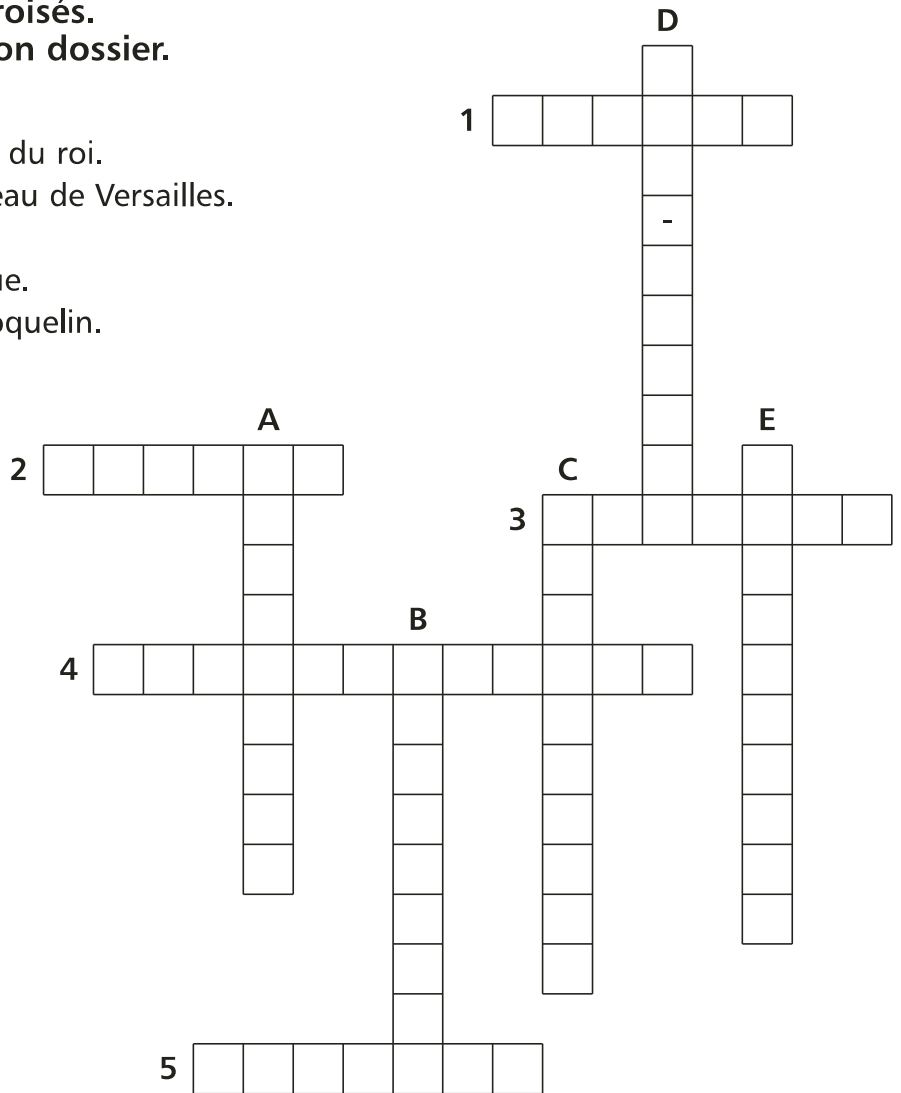 roisés.
on dossier.
du roi.
eau de Versailles.
ue.
oquelin.
D
1
-
A
E
2
C
3
B
4
5